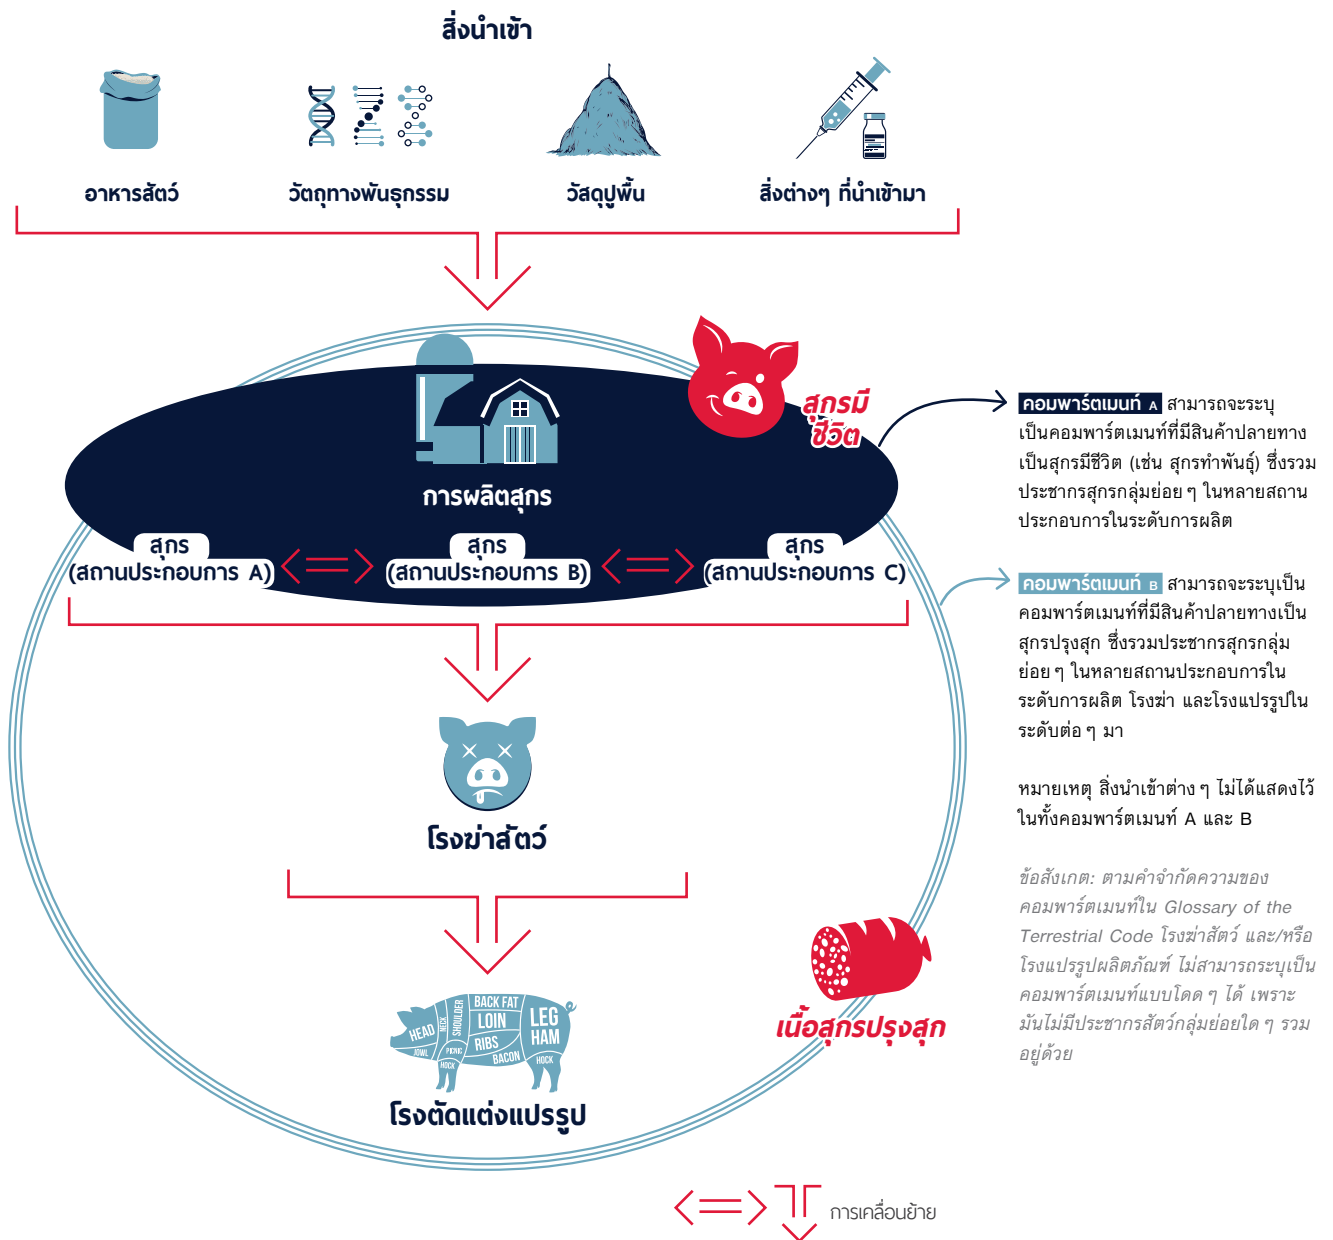 สิ่งนำเข้า
อาหารสัตว์
วัตถุทางพันธุกรรม
วัสดุปูพื้น
สิ่งต่างๆ ที่นำเข้ามา
สุกรมี
ชีวิต
การผลิตสุกร
สุกร
(สถานประกอบการ A)
สุกร
(สถานประกอบการ B)
สุกร
(สถานประกอบการ C)
คอมพาร์ตเมนท์ A สามารถจะระบุ
เป็นคอมพาร์ตเมนท์ที่มีสินค้าปลายทาง
เป็นสุกรมีชีวิต (เช่น สุกรทำพันธุ์) ซึ่งรวม
ประชากรสุกรกลุ่มย่อย ๆ ในหลายสถาน
ประกอบการในระดับการผลิต
คอมพาร์ตเมนท์ B สามารถจะระบุเป็น
คอมพาร์ตเมนท์ที่มีสินค้าปลายทางเป็น
สุกรปรุงสุก ซึ่งรวมประชากรสุกรกลุ่ม
ย่อย ๆ ในหลายสถานประกอบการใน
ระดับการผลิต โรงฆ่า และโรงแปรรูปใน
ระดับต่อ ๆ มา
หมายเหตุ สิ่งนำเข้าต่าง ๆ ไม่ได้แสดงไว้
ในทั้งคอมพาร์ตเมนท์ A และ B
ข้อสังเกต: ตามคำจำกัดความของ
คอมพาร์ตเมนท์ใน Glossary of the
Terrestrial Code โรงฆ่าสัตว์ และ/หรือ
โรงแปรรูปผลิตภัณฑ์ ไม่สามารถระบุเป็น
คอมพาร์ตเมนท์แบบโดด ๆ ได้ เพราะ
มันไม่มีประชากรสัตว์กลุ่มย่อยใด ๆ รวม
อยู่ด้วย
โรงฆ่าสัตว์
เนื้อสุกรปรุงสุก
HEAD
JOWL
NECK
SHOULDER
PICNIC
HOCK
BACK FAT
LOIN
RIBS
BACON
LEG
HAM
HOCK
โรงตัดแต่งแปรรูป
การเคลื่อนย้าย